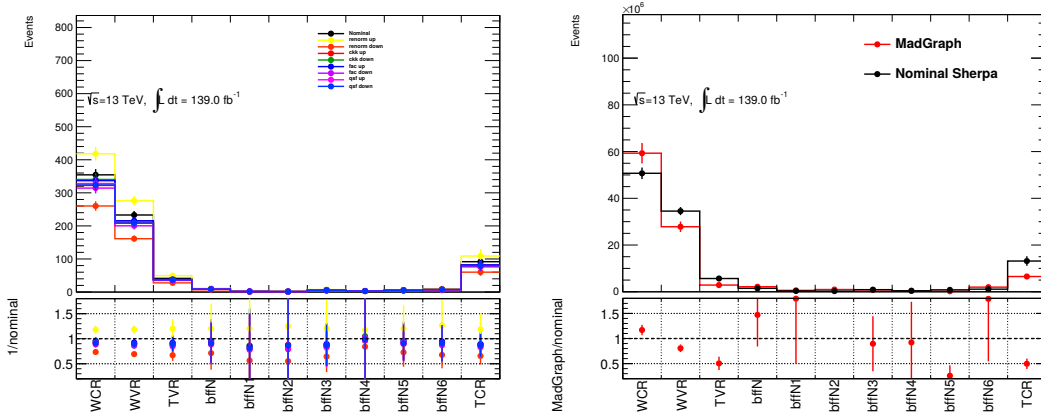 Events
800
700
600
500
400
300
200
100
0
Nominal
renorm up
renorm down
ckk up
ckk down
fac up
fac down
qsf up
qsf down
√s=13 TeV, ∫L dt = 139.0 fb⁻¹
1/nominal
1.5
1
0.5
WCR
WVR
TVR
bffN
bffN1
bffN2
bffN3
bffN4
bffN5
bffN6
TCR
×10⁶
Events
100
80
60
40
20
0
MadGraph
Nominal Sherpa
√s=13 TeV, ∫L dt = 139.0 fb⁻¹
MadGraph/nominal
1.5
1
0.5
WCR
WVR
TVR
bffN
bffN1
bffN2
bffN3
bffN4
bffN5
bffN6
TCR